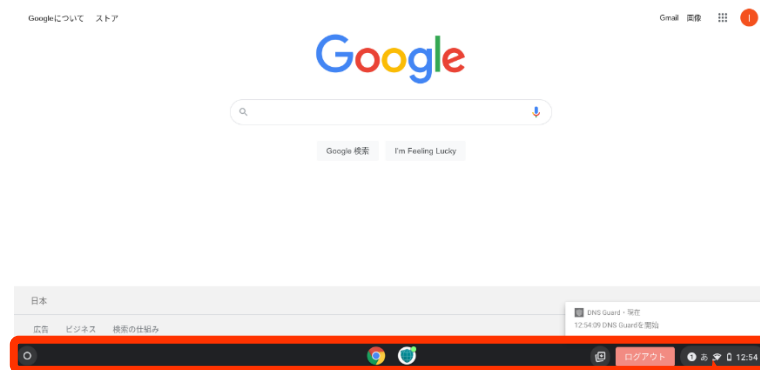 Googleについて ストア Gmail 画像 I
Google
Google 検索 I'm Feeling Lucky
日本
広告 ビジネス 検索の仕組み
DNS Guard・現在
12:54:09 DNS Guardを開始
ログアウト 1 あ 12:54